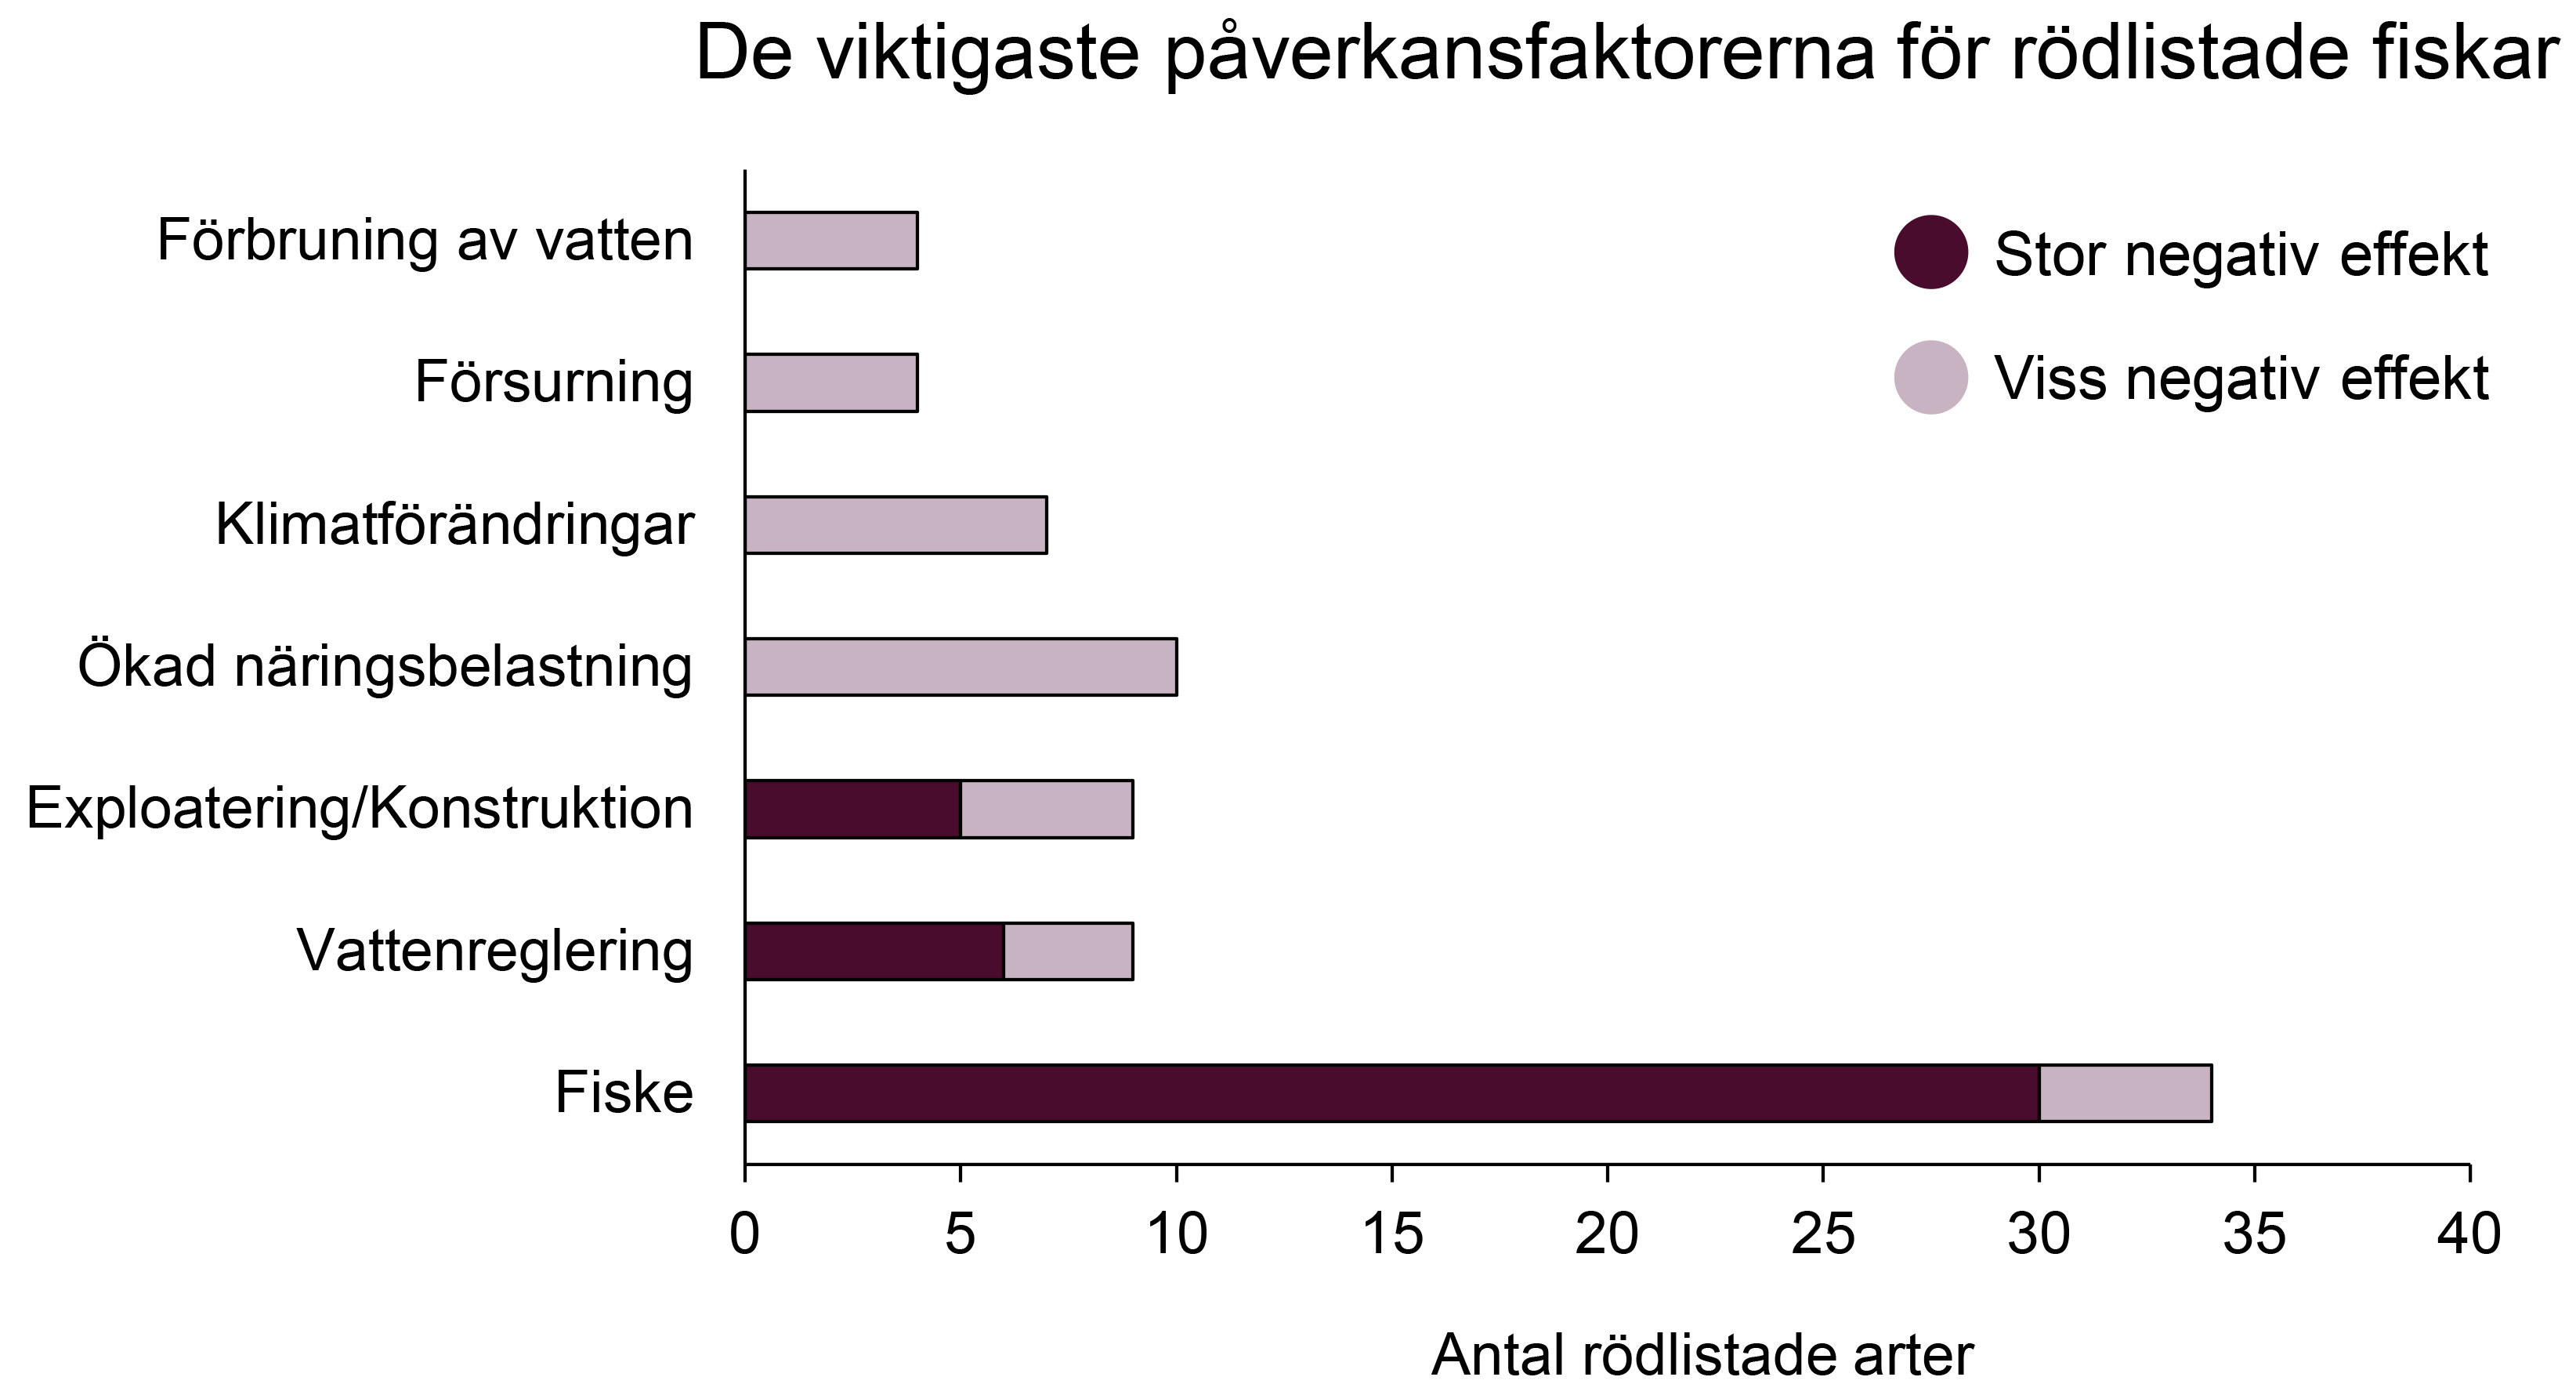 De viktigaste påverkansfaktorerna för rödlistade fiskar
Stor negativ effekt
Viss negativ effekt
Förbruning av vatten
Försurning
Klimatförändringar
Ökad näringsbelastning
Exploatering/Konstruktion
Vattenreglering
Fiske
0 5 10 15 20 25 30 35 40
Antal rödlistade arter